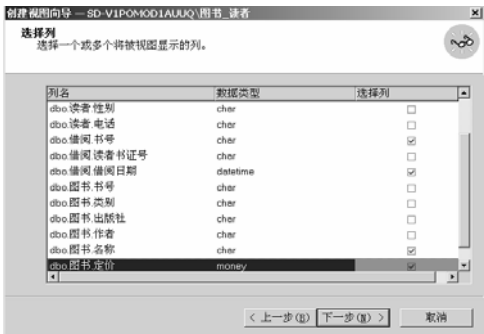 创建视图向导 — SD-V1POMOD1AUUQ\图书_读者
选择列
选择一个或多个将被视图显示的列。
列名 数据类型 选择列
dbo.读者.性别 char
dbo.读者.电话 char
dbo.借阅.书号 char
dbo.借阅.读者书证号 char
dbo.借阅.借阅日期 datetime
dbo.图书.书号 char
dbo.图书.类别 char
dbo.图书.出版社 char
dbo.图书.作者 char
dbo.图书.名称 char
dbo.图书.定价 money
< 上一步(B) 下一步(N) > 取消